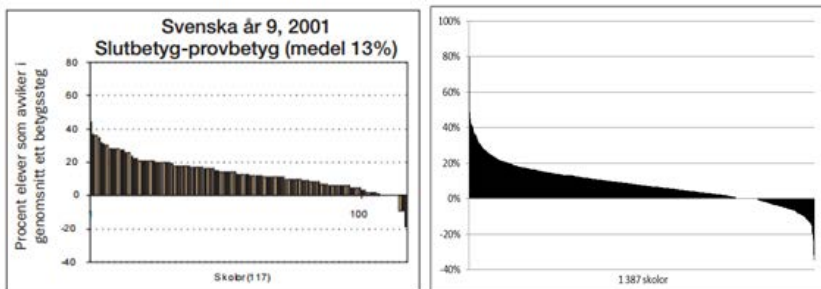 Svenska år 9, 2001
Slutbetyg-provbetyg (medel 13%)
Procent elever som avviker i
genomsnitt ett betygssteg
80
60
40
20
0
-20
-40
1
100
Skolor(117)
100%
80%
60%
40%
20%
0%
-20%
-40%
1 387 skolor